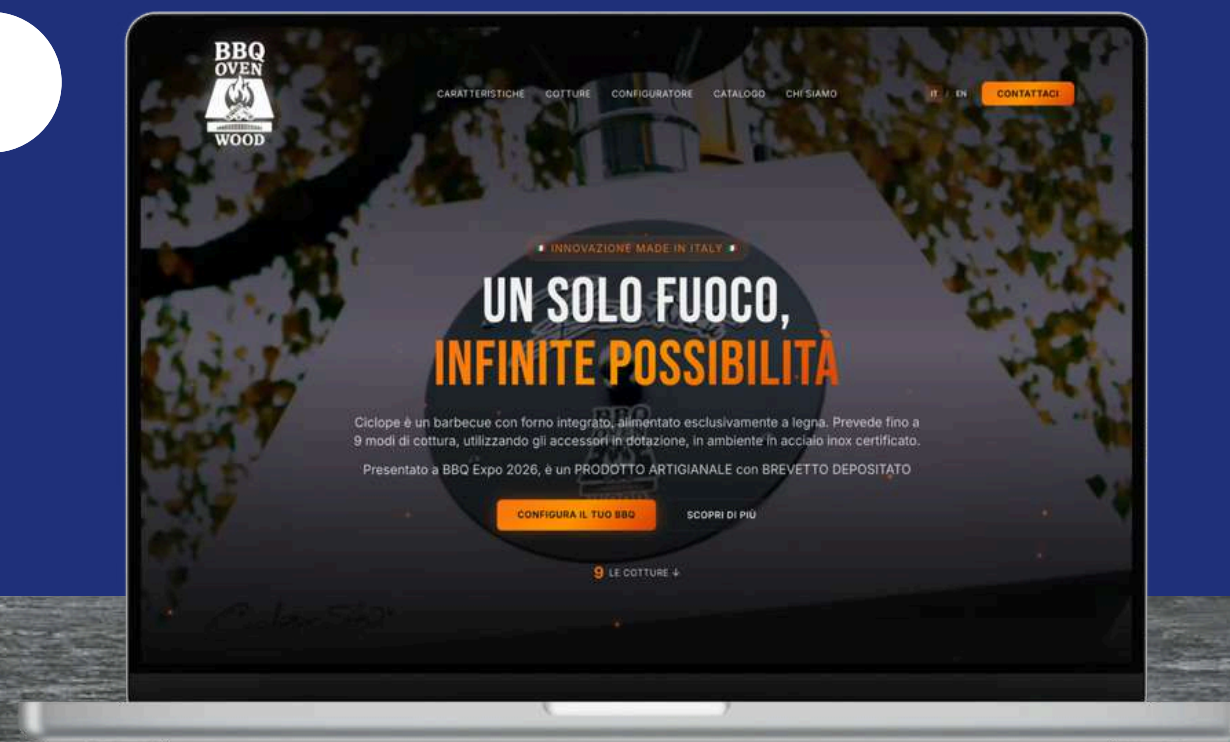 BBQ
OVEN
WOOD
CARATTERISTICHE COTTURE CONFIGURATORE CATALOGO CHI SIAMO IT / EN CONTATTACI
INNOVAZIONE MADE IN ITALY
UN SOLO FUOCO,
INFINITE POSSIBILITÀ
Ciclope è un barbecue con forno integrato, alimentato esclusivamente a legna. Prevede fino a
9 modi di cottura, utilizzando gli accessori in dotazione, in ambiente in acciaio inox certificato.
Presentato a BBQ Expo 2026, è un PRODOTTO ARTIGIANALE con BREVETTO DEPOSITATO
BBQ
CONFIGURA IL TUO BBQ SCOPRI DI PIÙ
9 LE COTTURE ↓